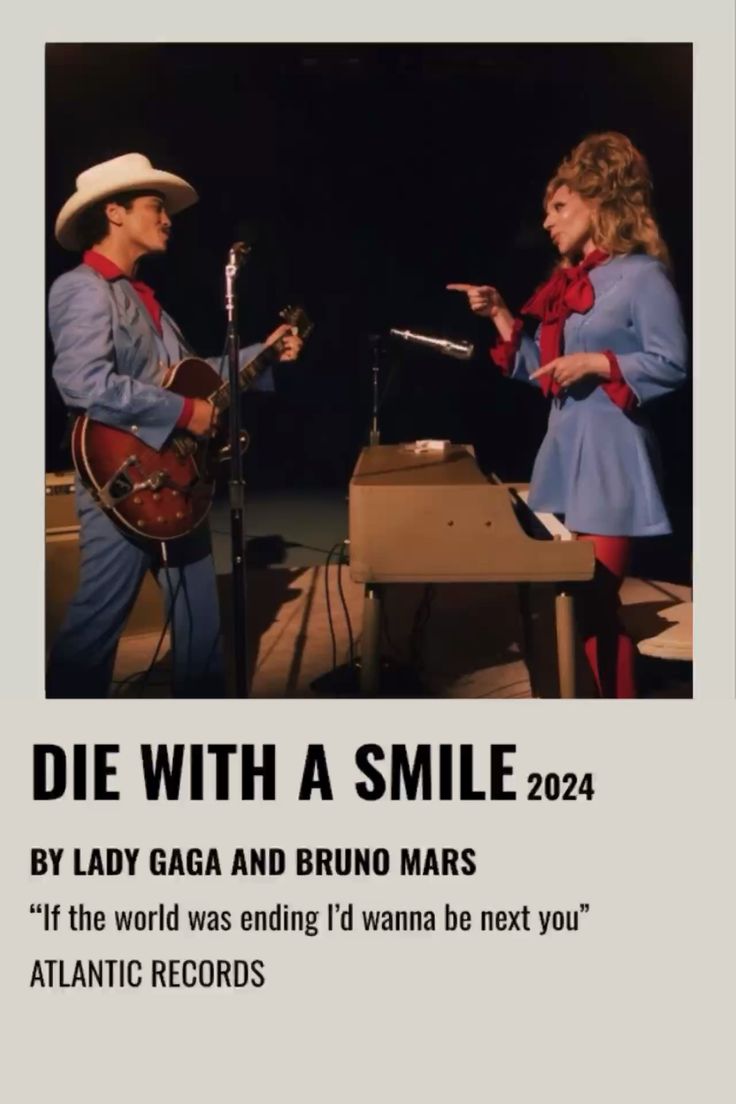 DIE WITH A SMILE 2024
BY LADY GAGA AND BRUNO MARS
“If the world was ending I’d wanna be next you”
ATLANTIC RECORDS